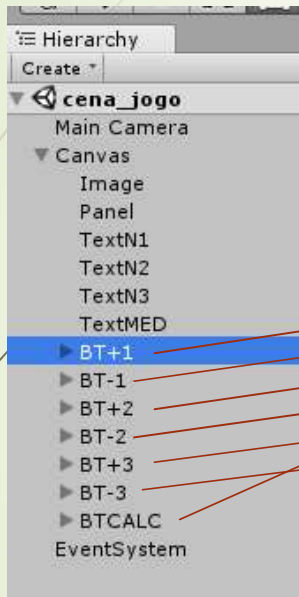 Hierarchy
Create
cena_jogo
Main Camera
Canvas
Image
Panel
TextN1
TextN2
TextN3
TextMED
BT+1
BT-1
BT+2
BT-2
BT+3
BT-3
BTCALC
EventSystem